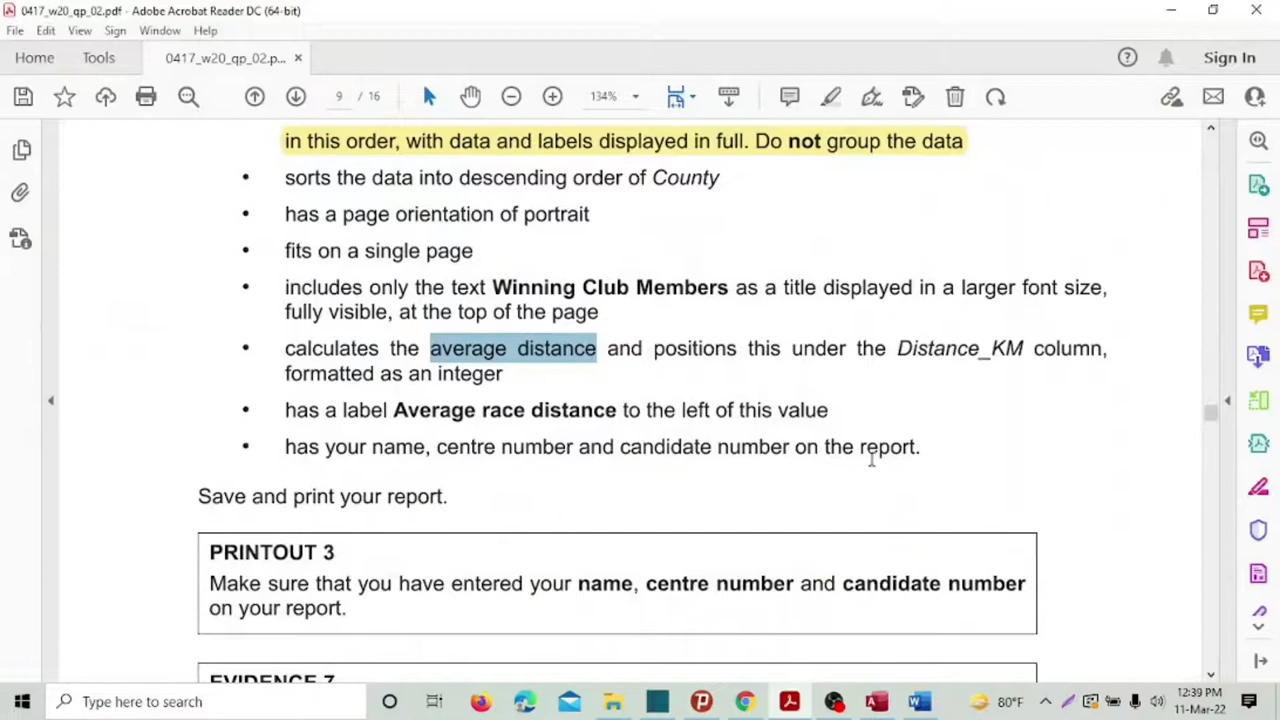 0417_w20_qp_02.pdf - Adobe Acrobat Reader DC (64-bit)
File Edit View Sign Window Help
Home Tools 0417_w20_qp_02.p... × Sign In
9 / 16 134%
in this order, with data and labels displayed in full. Do not group the data
• sorts the data into descending order of County
• has a page orientation of portrait
• fits on a single page
• includes only the text Winning Club Members as a title displayed in a larger font size,
fully visible, at the top of the page
• calculates the average distance and positions this under the Distance_KM column,
formatted as an integer
• has a label Average race distance to the left of this value
• has your name, centre number and candidate number on the report.
Save and print your report.
PRINTOUT 3
Make sure that you have entered your name, centre number and candidate number
on your report.
EVIDENCE 7
Type here to search
80°F
12:39 PM
11-Mar-22